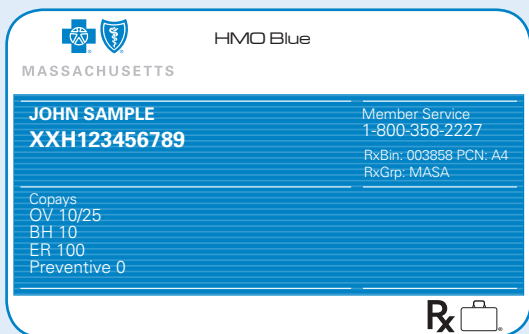 HMO Blue
MASSACHUSETTS
JOHN SAMPLE
XXH123456789
Member Service
1-800-358-2227
RxBin: 003858 PCN: A4
RxGrp: MASA
Copays
OV 10/25
BH 10
ER 100
Preventive 0
Rx